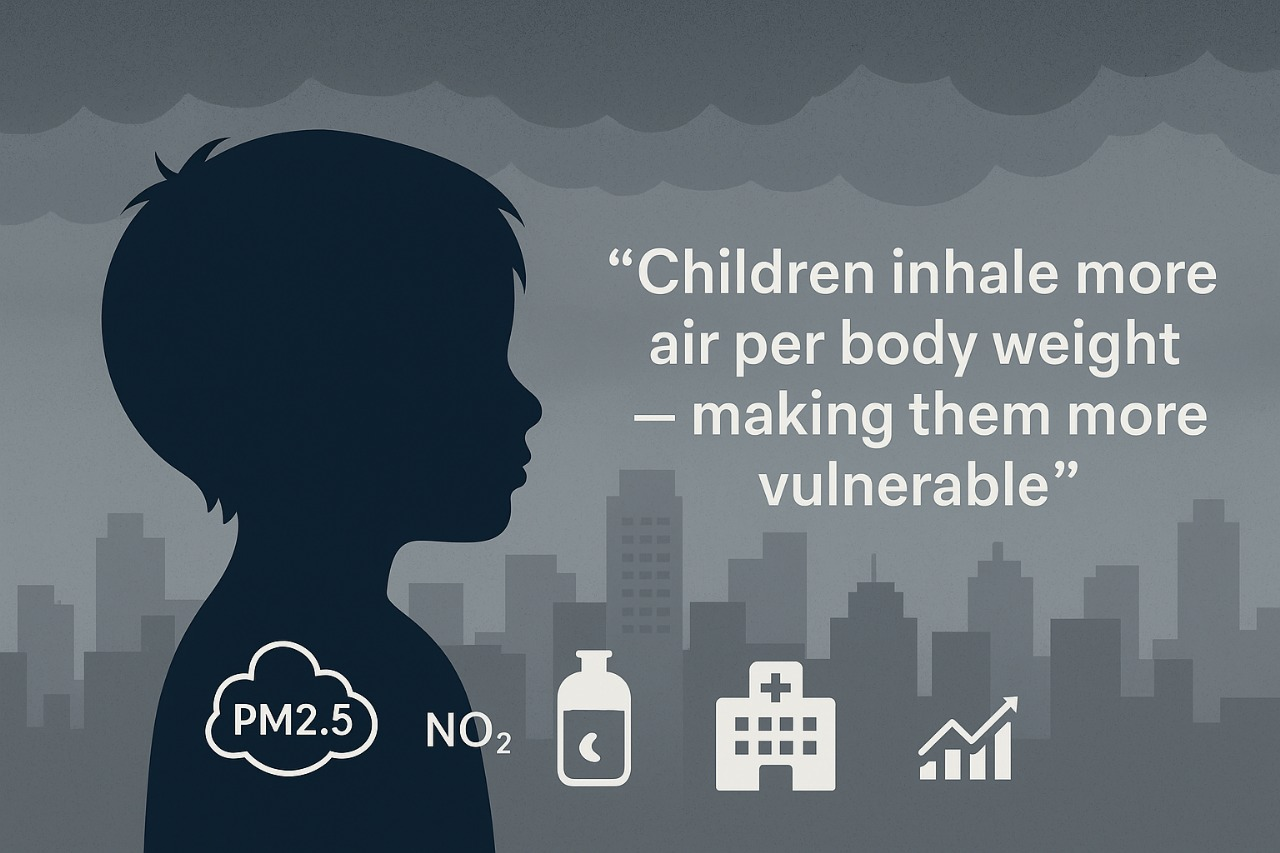 “Children inhale more
air per body weight
— making them more
vulnerable”
PM2.5
NO₂